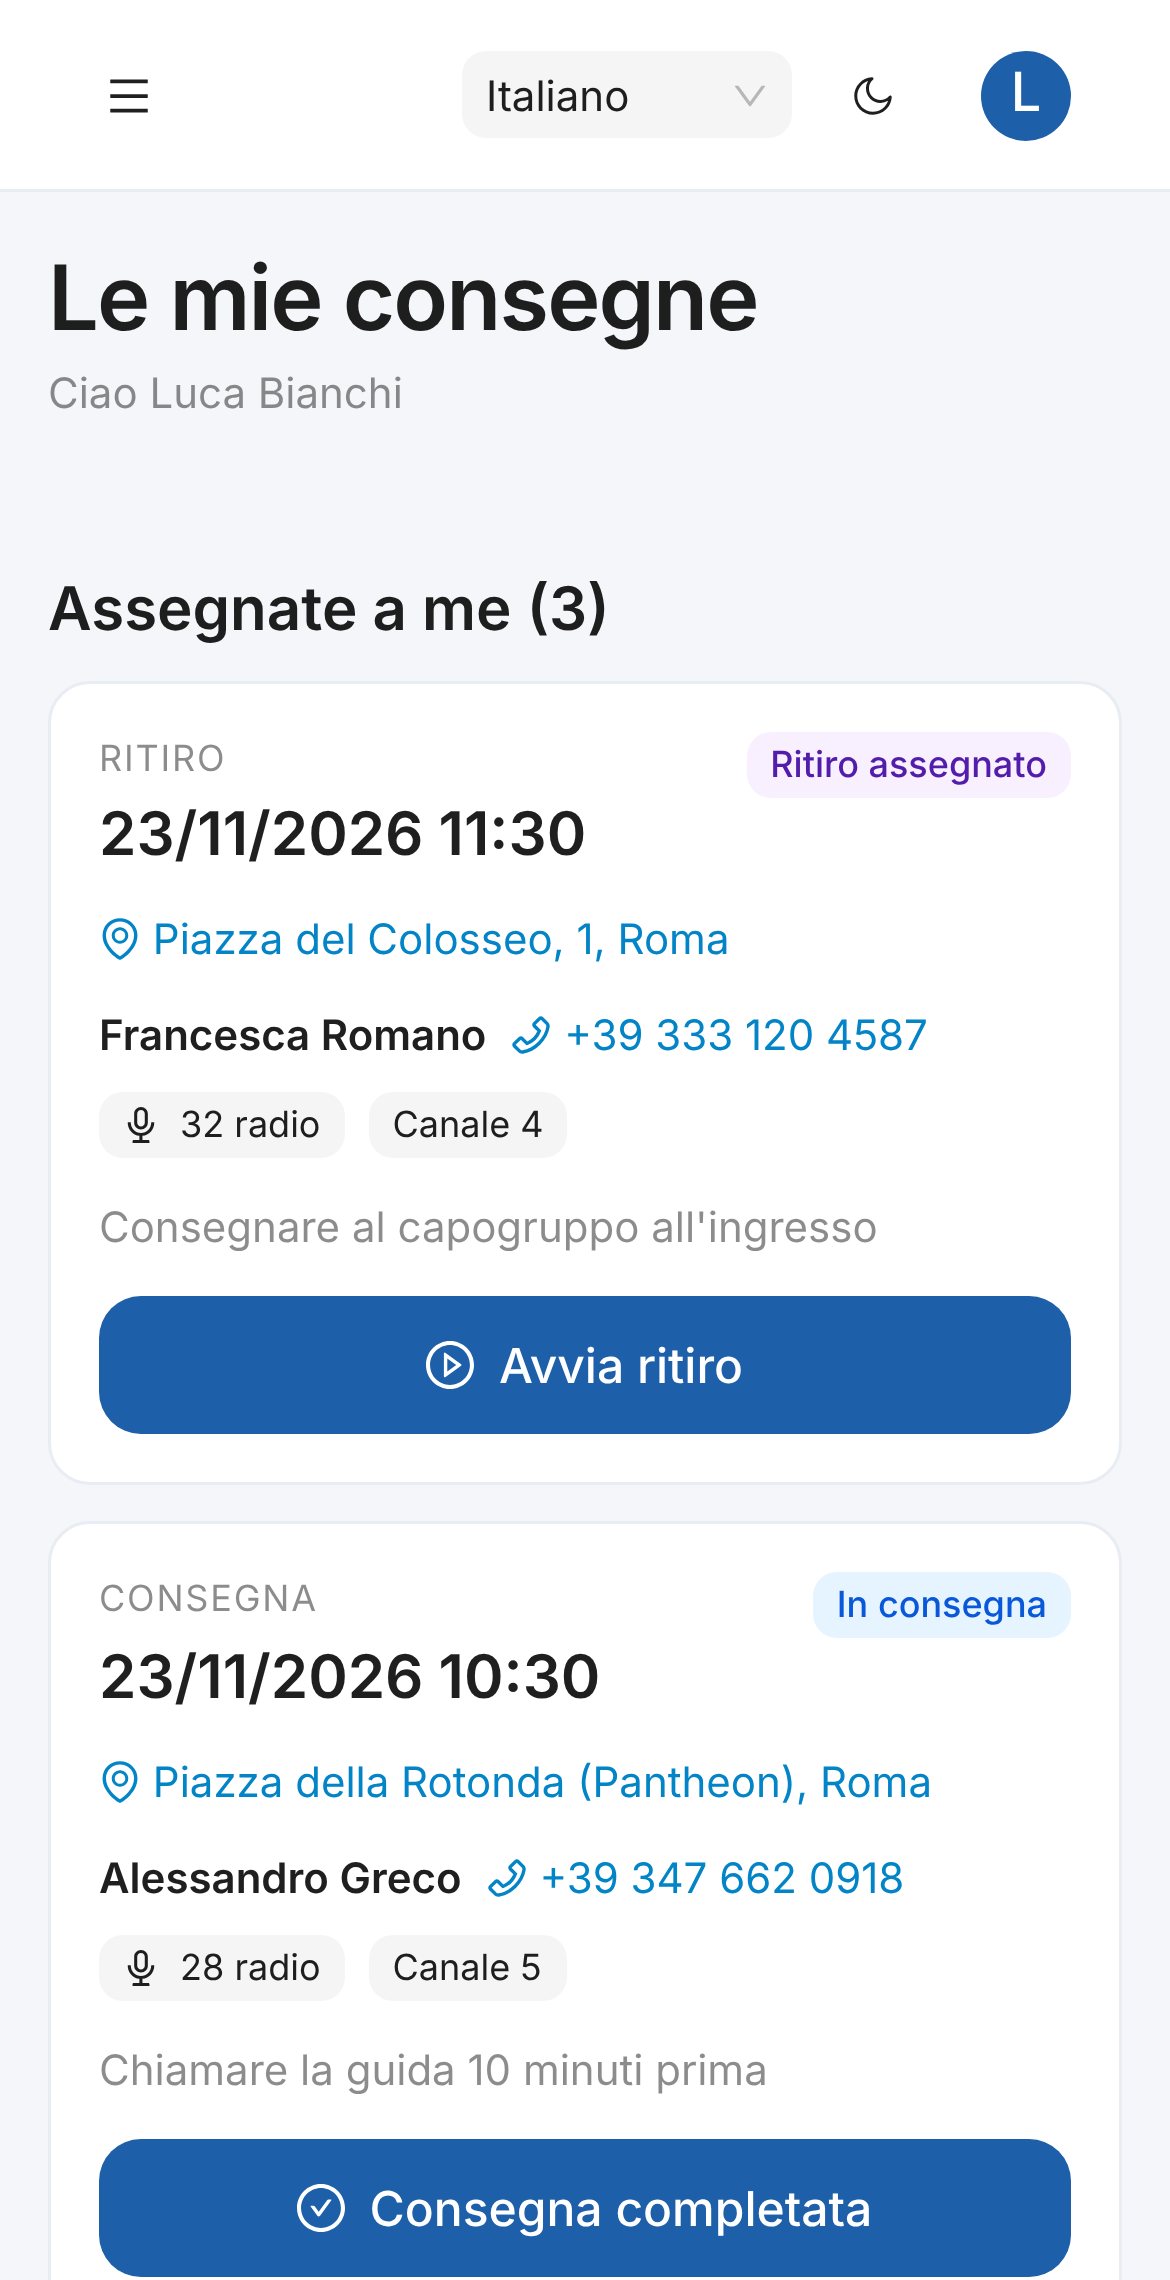 Italiano
L
Le mie consegne
Ciao Luca Bianchi
Assegnate a me (3)
RITIRO
Ritiro assegnato
23/11/2026 11:30
Piazza del Colosseo, 1, Roma
Francesca Romano +39 333 120 4587
32 radio Canale 4
Consegnare al capogruppo all'ingresso
Avvia ritiro
CONSEGNA
In consegna
23/11/2026 10:30
Piazza della Rotonda (Pantheon), Roma
Alessandro Greco +39 347 662 0918
28 radio Canale 5
Chiamare la guida 10 minuti prima
Consegna completata